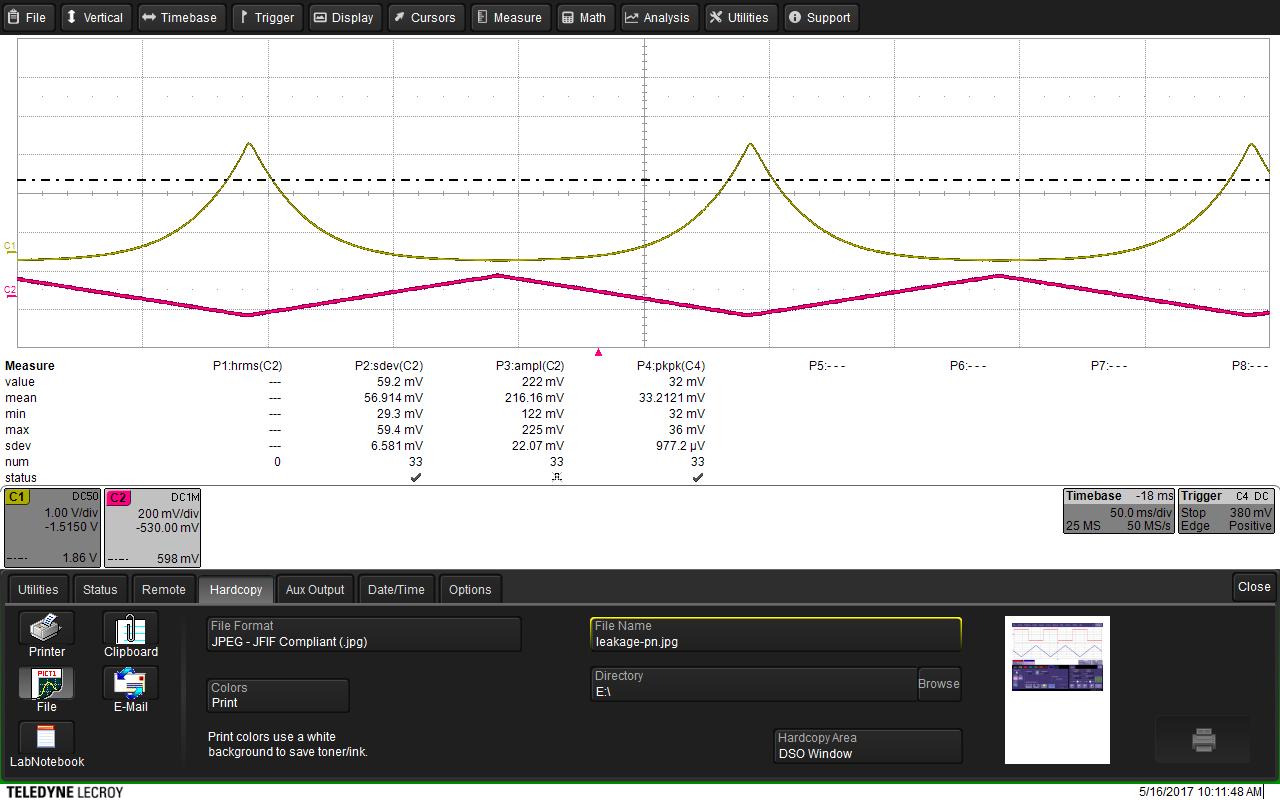 File Vertical Timebase Trigger Display Cursors Measure Math Analysis Utilities Support
C1
C2
Measure P1:hrms(C2) P2:sdev(C2) P3:ampl(C2) P4:pkpk(C4) P5:- - - P6:- - - P7:- - - P8:- - -
value --- 59.2 mV 222 mV 32 mV
mean --- 56.914 mV 216.16 mV 33.2121 mV
min --- 29.3 mV 122 mV 32 mV
max --- 59.4 mV 225 mV 36 mV
sdev --- 6.581 mV 22.07 mV 977.2 µV
num 0 33 33 33
status
C1 DC50
1.00 V/div
-1.5150 V
1.86 V
C2 DC1M
200 mV/div
-530.00 mV
598 mV
Timebase -18 ms
50.0 ms/div
25 MS 50 MS/s
Trigger C4 DC
Stop 380 mV
Edge Positive
Utilities Status Remote Hardcopy Aux Output Date/Time Options Close
Printer
Clipboard
PICT1
File
E-Mail
LabNotebook
File Format
JPEG - JFIF Compliant (.jpg)
Colors
Print
Print colors use a white
background to save toner/ink.
File Name
leakage-pn.jpg
Directory
E:\
Browse
Hardcopy Area
DSO Window
TELEDYNE LECROY
5/16/2017 10:11:48 AM